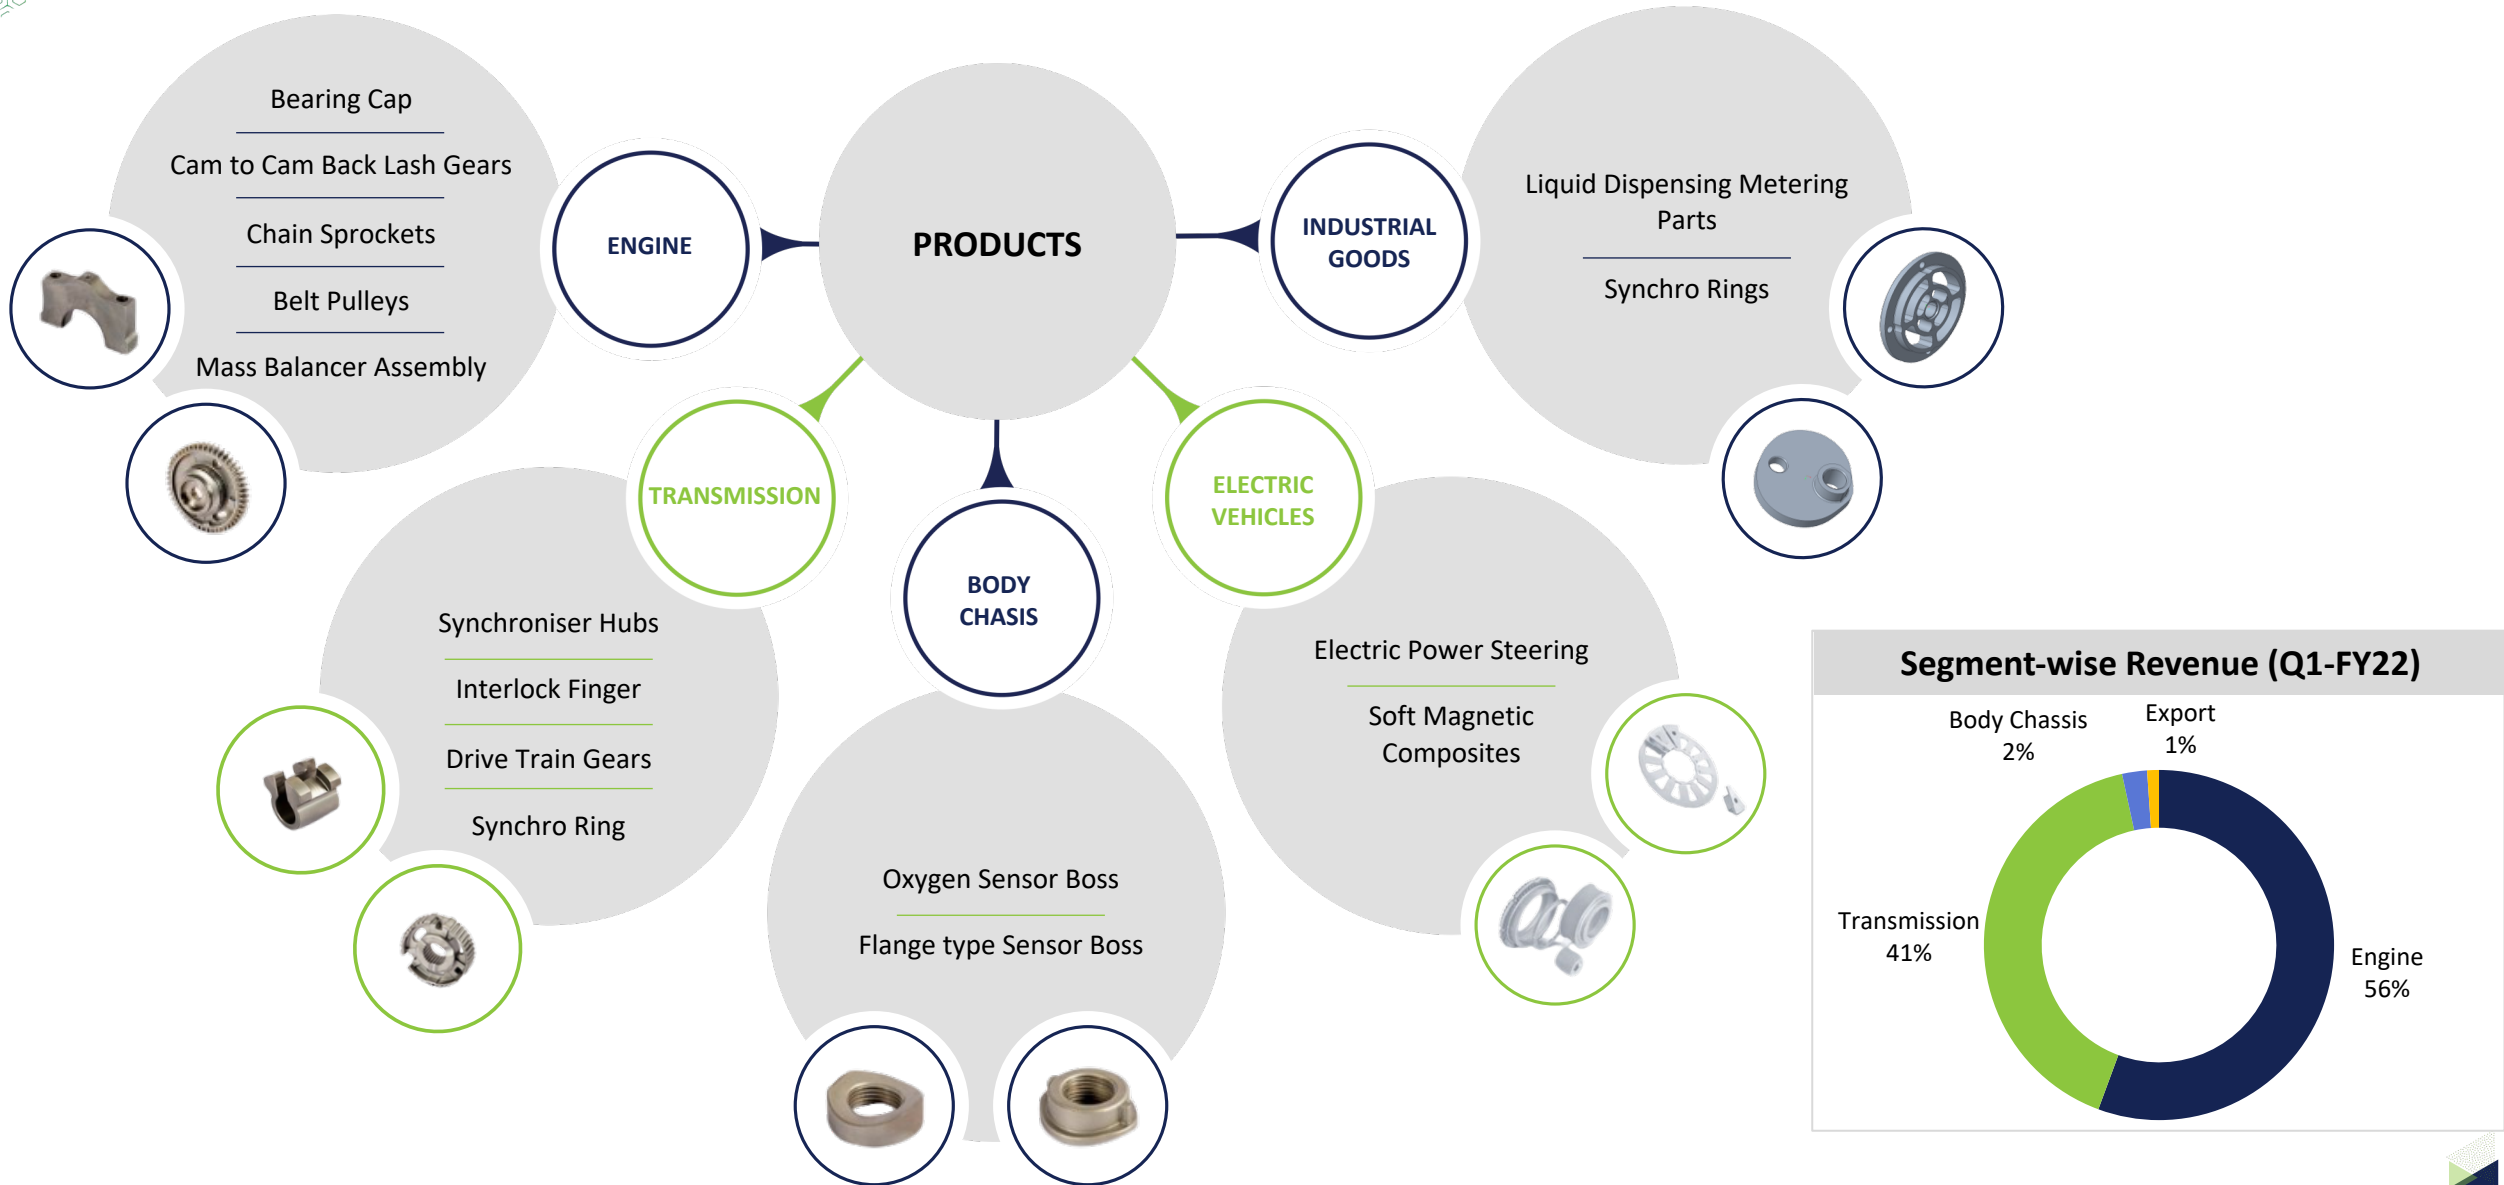 PRODUCTS
ENGINE
Bearing Cap
Cam to Cam Back Lash Gears
Chain Sprockets
Belt Pulleys
Mass Balancer Assembly
TRANSMISSION
Synchroniser Hubs
Interlock Finger
Drive Train Gears
Synchro Ring
BODY
CHASIS
Oxygen Sensor Boss
Flange type Sensor Boss
ELECTRIC
VEHICLES
Electric Power Steering
Soft Magnetic
Composites
INDUSTRIAL
GOODS
Liquid Dispensing Metering
Parts
Synchro Rings
Segment-wise Revenue (Q1-FY22)
Body Chassis
2%
Export
1%
Transmission
41%
Engine
56%